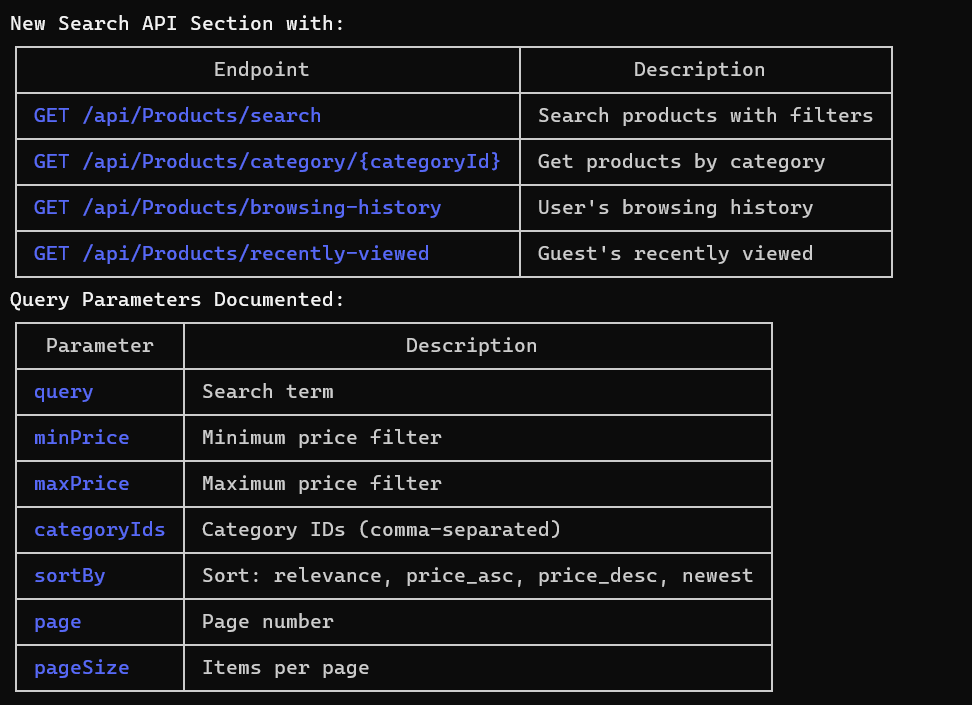 New Search API Section with:
Endpoint Description
GET /api/Products/search Search products with filters
GET /api/Products/category/{categoryId} Get products by category
GET /api/Products/browsing-history User's browsing history
GET /api/Products/recently-viewed Guest's recently viewed
Query Parameters Documented:
Parameter Description
query Search term
minPrice Minimum price filter
maxPrice Maximum price filter
categoryIds Category IDs (comma-separated)
sortBy Sort: relevance, price_asc, price_desc, newest
page Page number
pageSize Items per page